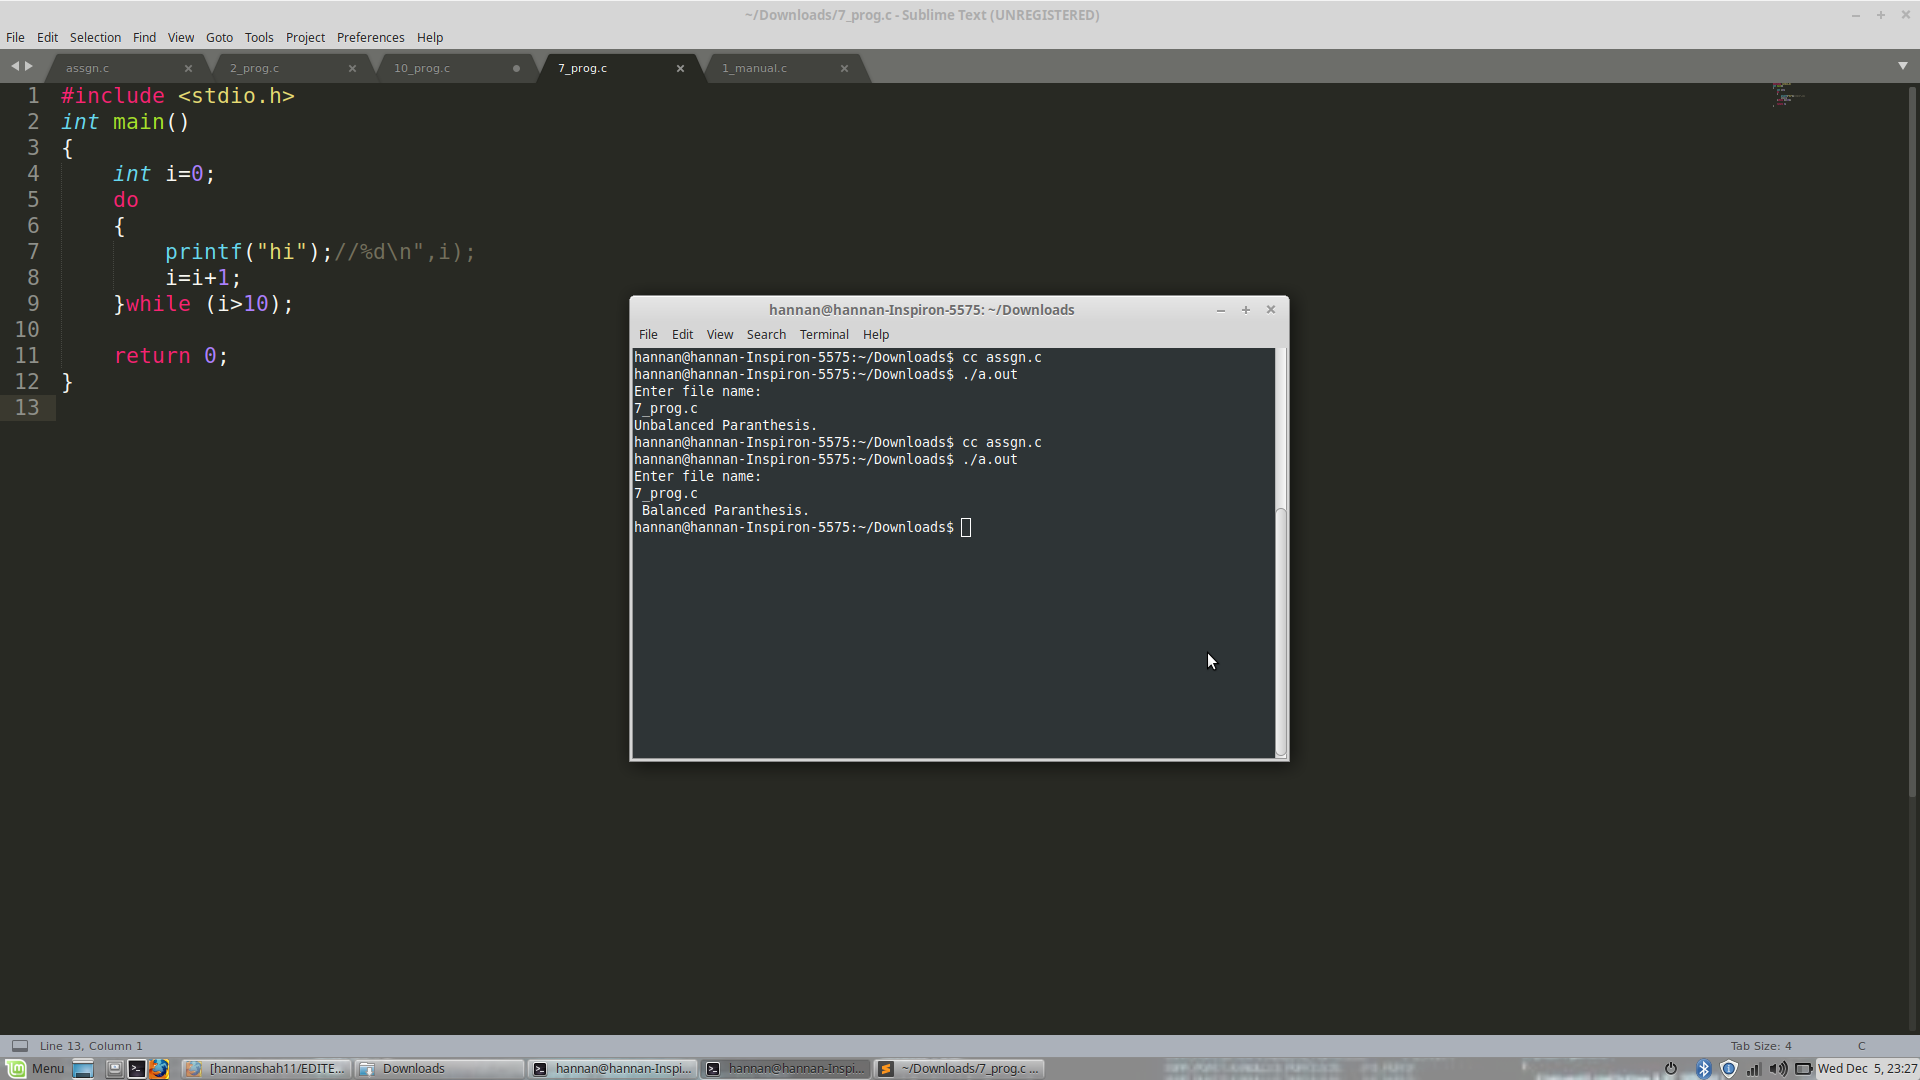 ~/Downloads/7_prog.c - Sublime Text (UNREGISTERED)
File Edit Selection Find View Goto Tools Project Preferences Help
assgn.c 2_prog.c 10_prog.c 7_prog.c 1_manual.c
1 #include <stdio.h>
2 int main()
3 {
4 int i=0;
5 do
6 {
7 printf("hi");//%d\n",i);
8 i=i+1;
9 }while (i>10);
10
11 return 0;
12 }
13
hannan@hannan-Inspiron-5575: ~/Downloads
File Edit View Search Terminal Help
hannan@hannan-Inspiron-5575:~/Downloads$ cc assgn.c
hannan@hannan-Inspiron-5575:~/Downloads$ ./a.out
Enter file name:
7_prog.c
Unbalanced Paranthesis.
hannan@hannan-Inspiron-5575:~/Downloads$ cc assgn.c
hannan@hannan-Inspiron-5575:~/Downloads$ ./a.out
Enter file name:
7_prog.c
Balanced Paranthesis.
hannan@hannan-Inspiron-5575:~/Downloads$
Line 13, Column 1 Tab Size: 4 C
Menu [hannanshah11/EDITE... Downloads hannan@hannan-Inspi... hannan@hannan-Inspi... ~/Downloads/7_prog.c ... Wed Dec 5, 23:27